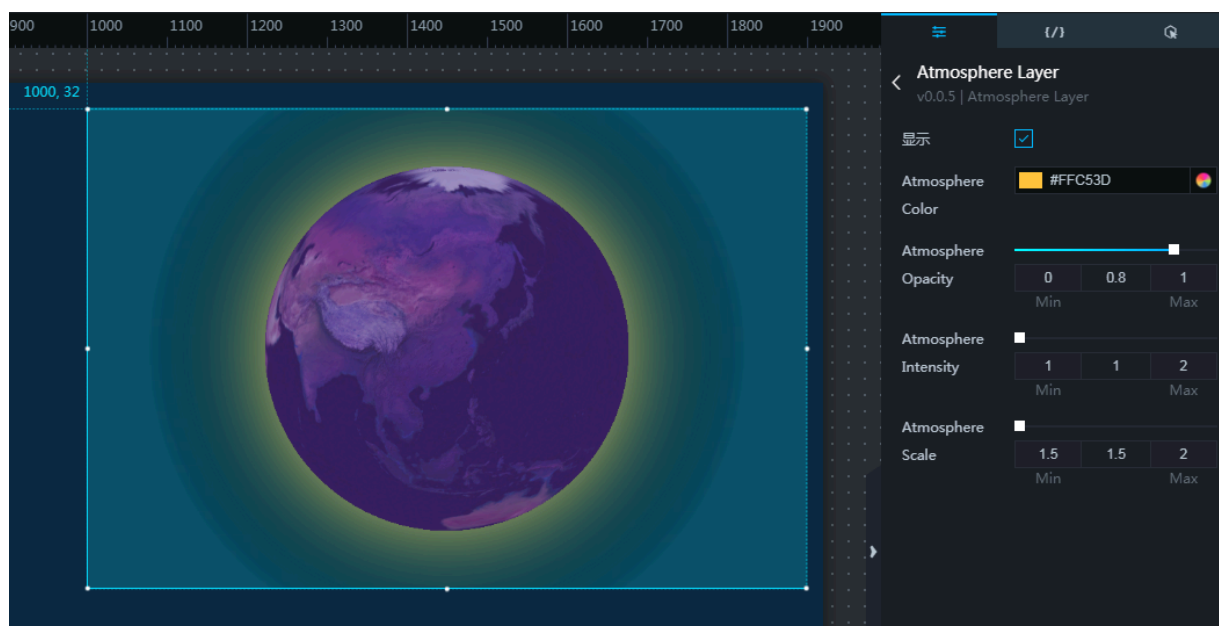 900 1000 1100 1200 1300 1400 1500 1600 1700 1800 1900
1000, 32
{/}
Atmosphere Layer
v0.0.5 | Atmosphere Layer
显示
Atmosphere
Color
#FFC53D
Atmosphere
Opacity
0 0.8 1
Min Max
Atmosphere
Intensity
1 1 2
Min Max
Atmosphere
Scale
1.5 1.5 2
Min Max